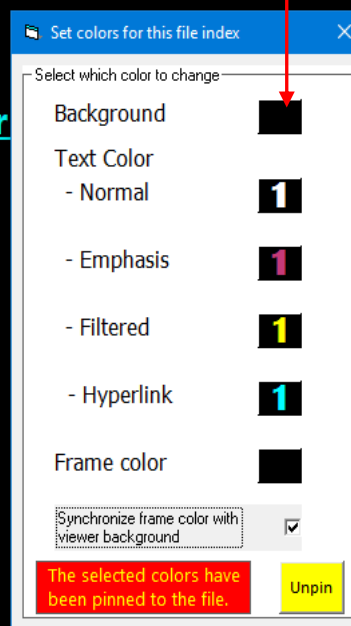 Set colors for this file index
Select which color to change
Background
r
Text Color
- Normal 1
- Emphasis 1
- Filtered 1
- Hyperlink 1
Frame color
Synchronize frame color with
viewer background
The selected colors have
been pinned to the file.
Unpin